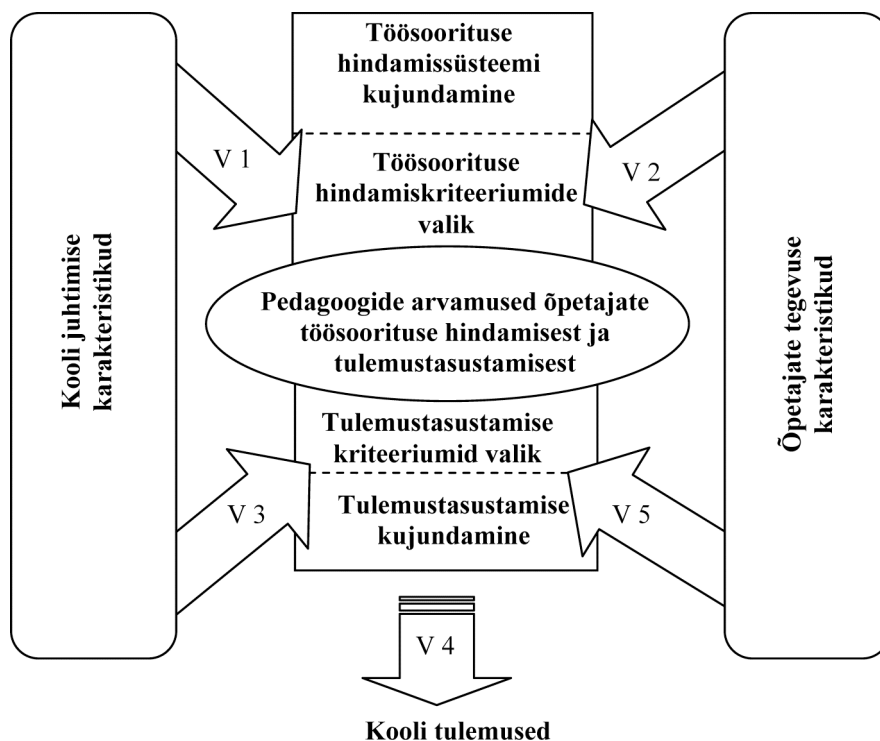 Töösoorituse
hindamissüsteemi
kujundamine
V 1
V 2
Töösoorituse
hindamiskriteeriumide
valik
Kooli juhtimise
karakteristikud
Pedagoogide arvamused õpetajate
töösoorituse hindamisest ja
tulemustasustamisest
Õpetajate tegevuse
karakteristikud
Tulemustasustamise
kriteeriumid valik
V 3
V 5
Tulemustasustamise
kujundamine
V 4
Kooli tulemused